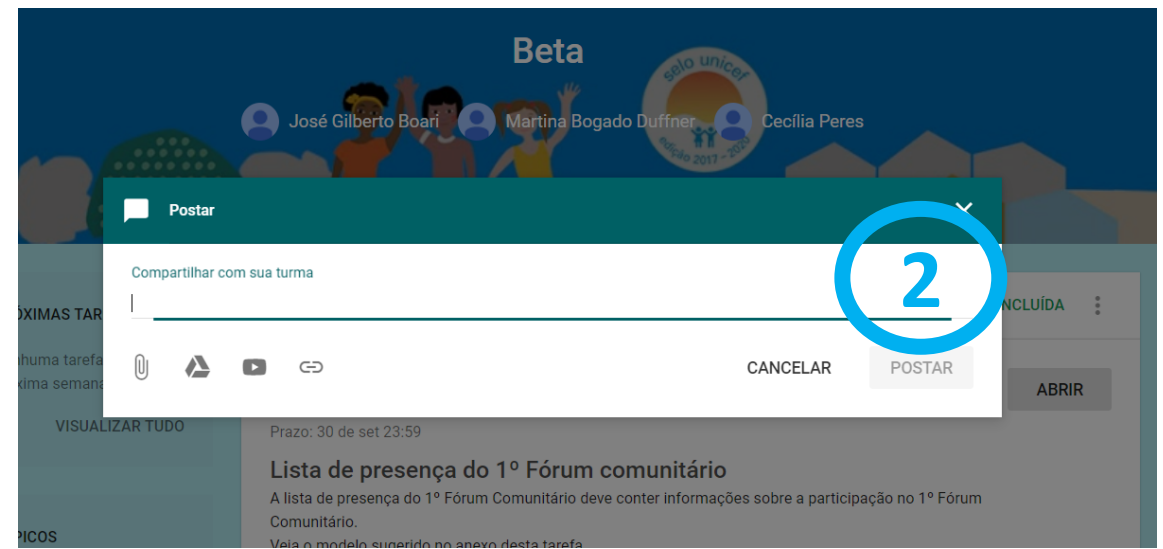 Beta
selo unicef
José Gilberto Boari
Martina Bogado Duffner
Cecília Peres
edição 2017 - 20
Postar
2
Compartilhar com sua turma
ÓXIMAS TAR
NCLUÍDA
huma tarefa
xima semana
CANCELAR
POSTAR
ABRIR
VISUALIZAR TUDO
Prazo: 30 de set 23:59
Lista de presença do 1º Fórum comunitário
A lista de presença do 1º Fórum Comunitário deve conter informações sobre a participação no 1º Fórum
Comunitário.
PICOS
Veja o modelo sugerido no anexo desta tarefa